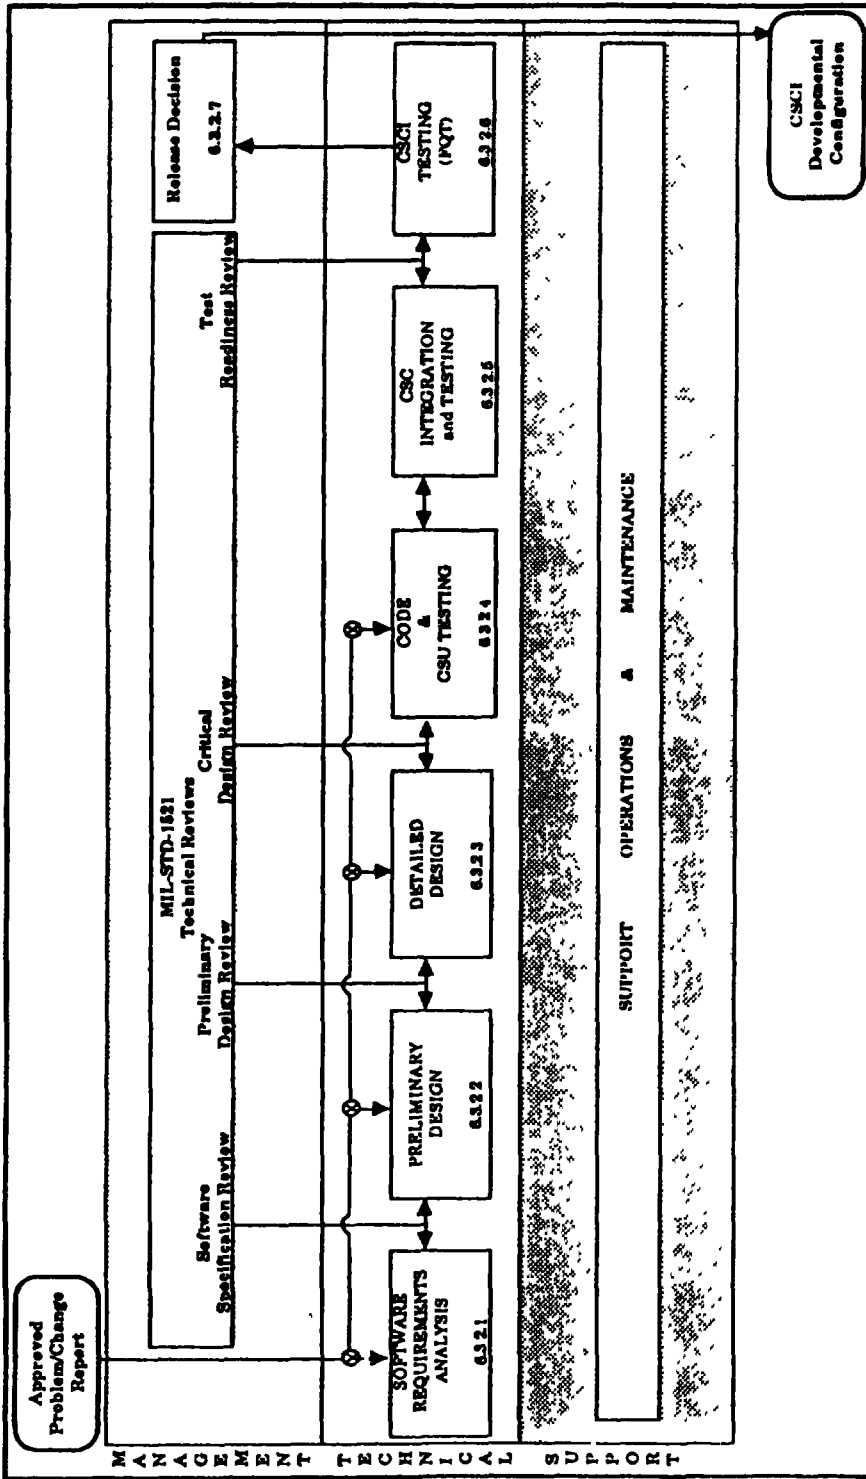 Approved
Problem/Change
Report
MANAGEMENT
MIL-STD-1521
Technical Reviews
Software
Specification Review
Preliminary
Design Review
Critical
Design Review
Test
Readiness Review
Release Decision
6.3.2.7
TECHNICAL
SOFTWARE
REQUIREMENTS
ANALYSIS
6.3.2.1
PRELIMINARY
DESIGN
6.3.2.2
DETAILED
DESIGN
6.3.2.3
CODE
&
CSU TESTING
6.3.2.4
CSC
INTEGRATION
and TESTING
6.3.2.5
CSCI
TESTING
(FQT)
6.3.2.6
SUPPORT
SUPPORT OPERATIONS & MAINTENANCE
CSCI
Developmental
Configuration